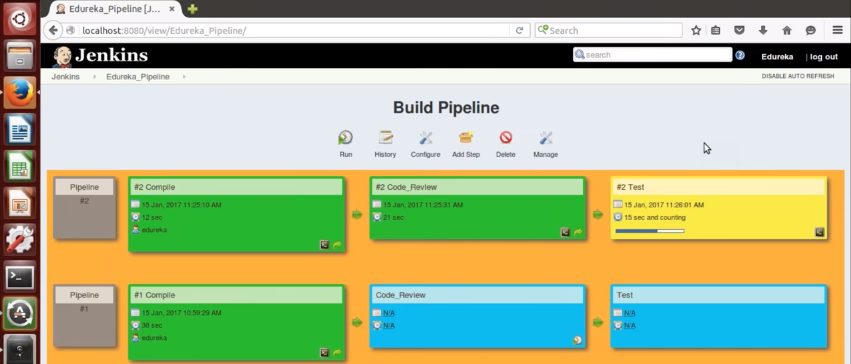 Edureka_Pipeline [J...
localhost:8080/view/Edureka_Pipeline/
Search
Jenkins
search
Edureka
| log out
Jenkins
Edureka_Pipeline
DISABLE AUTO REFRESH
Build Pipeline
Run
History
Configure
Add Step
Delete
Manage
Pipeline
#2
#2 Compile
15 Jan, 2017 11:25:10 AM
12 sec
edureka
#2 Code_Review
15 Jan, 2017 11:25:31 AM
21 sec
#2 Test
15 Jan, 2017 11:26:01 AM
15 sec and counting
Pipeline
#1
#1 Compile
15 Jan, 2017 10:59:29 AM
38 sec
edureka
Code_Review
N/A
N/A
Test
N/A
N/A